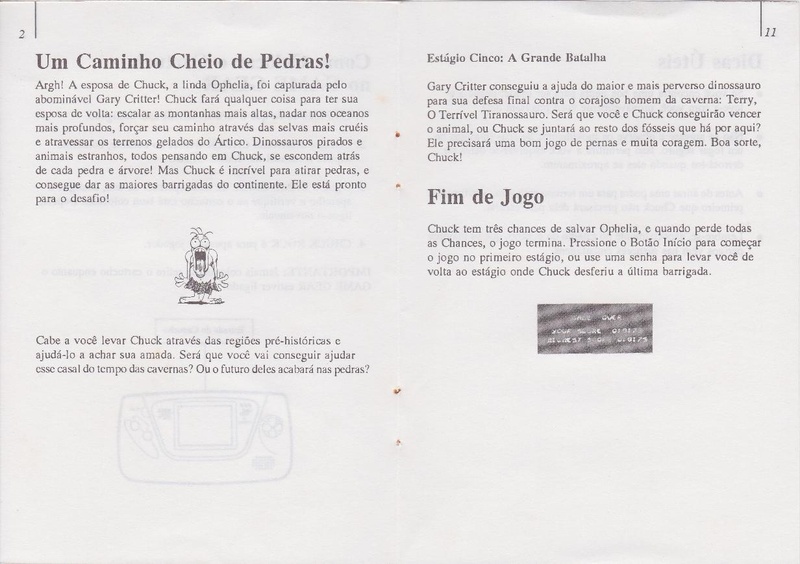 2
Um Caminho Cheio de Pedras!
Argh! A esposa de Chuck, a linda Ophelia, foi capturada pelo
abominável Gary Critter! Chuck fará qualquer coisa para ter sua
esposa de volta: escalar as montanhas mais altas, nadar nos oceanos
mais profundos, forçar seu caminho através das selvas mais cruéis
e atravessar os terrenos gelados do Ártico. Dinossauros pirados e
animais estranhos, todos pensando em Chuck, se escondem atrás
de cada pedra e árvore! Mas Chuck é incrível para atirar pedras, e
consegue dar as maiores barrigadas do continente. Ele está pronto
para o desafio!
Cabe a você levar Chuck através das regiões pré-históricas e
ajudá-lo a achar sua amada. Será que você vai conseguir ajudar
esse casal do tempo das cavernas? Ou o futuro deles acabará nas pedras?
11
Estágio Cinco: A Grande Batalha
Gary Critter conseguiu a ajuda do maior e mais perverso dinossauro
para sua defesa final contra o corajoso homem da caverna: Terry,
O Terrível Tiranossauro. Será que você e Chuck conseguirão vencer
o animal, ou Chuck se juntará ao resto dos fósseis que há por aqui?
Ele precisará uma bom jogo de pernas e muita coragem. Boa sorte,
Chuck!
Fim de Jogo
Chuck tem três chances de salvar Ophelia, e quando perde todas
as Chances, o jogo termina. Pressione o Botão Início para começar
o jogo no primeiro estágio, ou use uma senha para levar você de
volta ao estágio onde Chuck desferiu a última barrigada.
OVER
YOUR SCORE